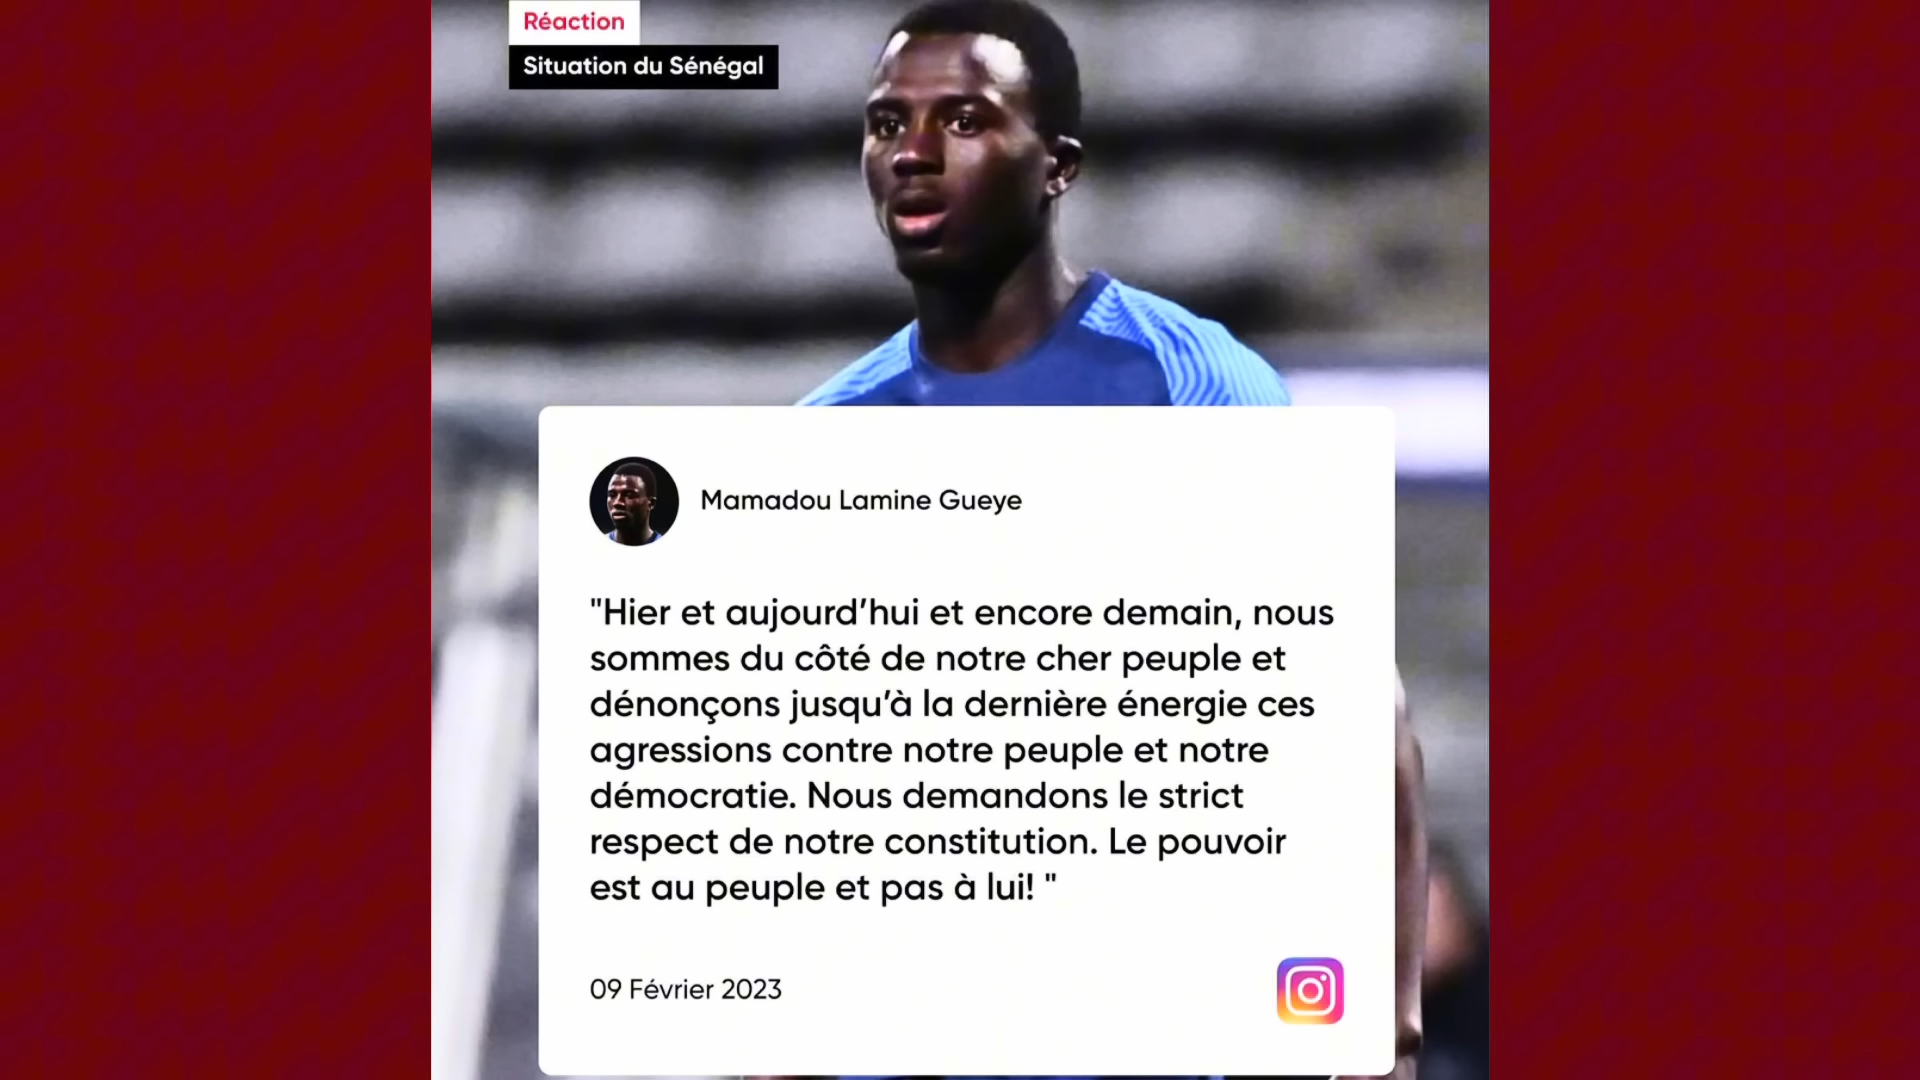 Réaction
Situation du Sénégal
Mamadou Lamine Gueye
"Hier et aujourd’hui et encore demain, nous
sommes du côté de notre cher peuple et
dénonçons jusqu’à la dernière énergie ces
agressions contre notre peuple et notre
démocratie. Nous demandons le strict
respect de notre constitution. Le pouvoir
est au peuple et pas à lui! "
09 Février 2023